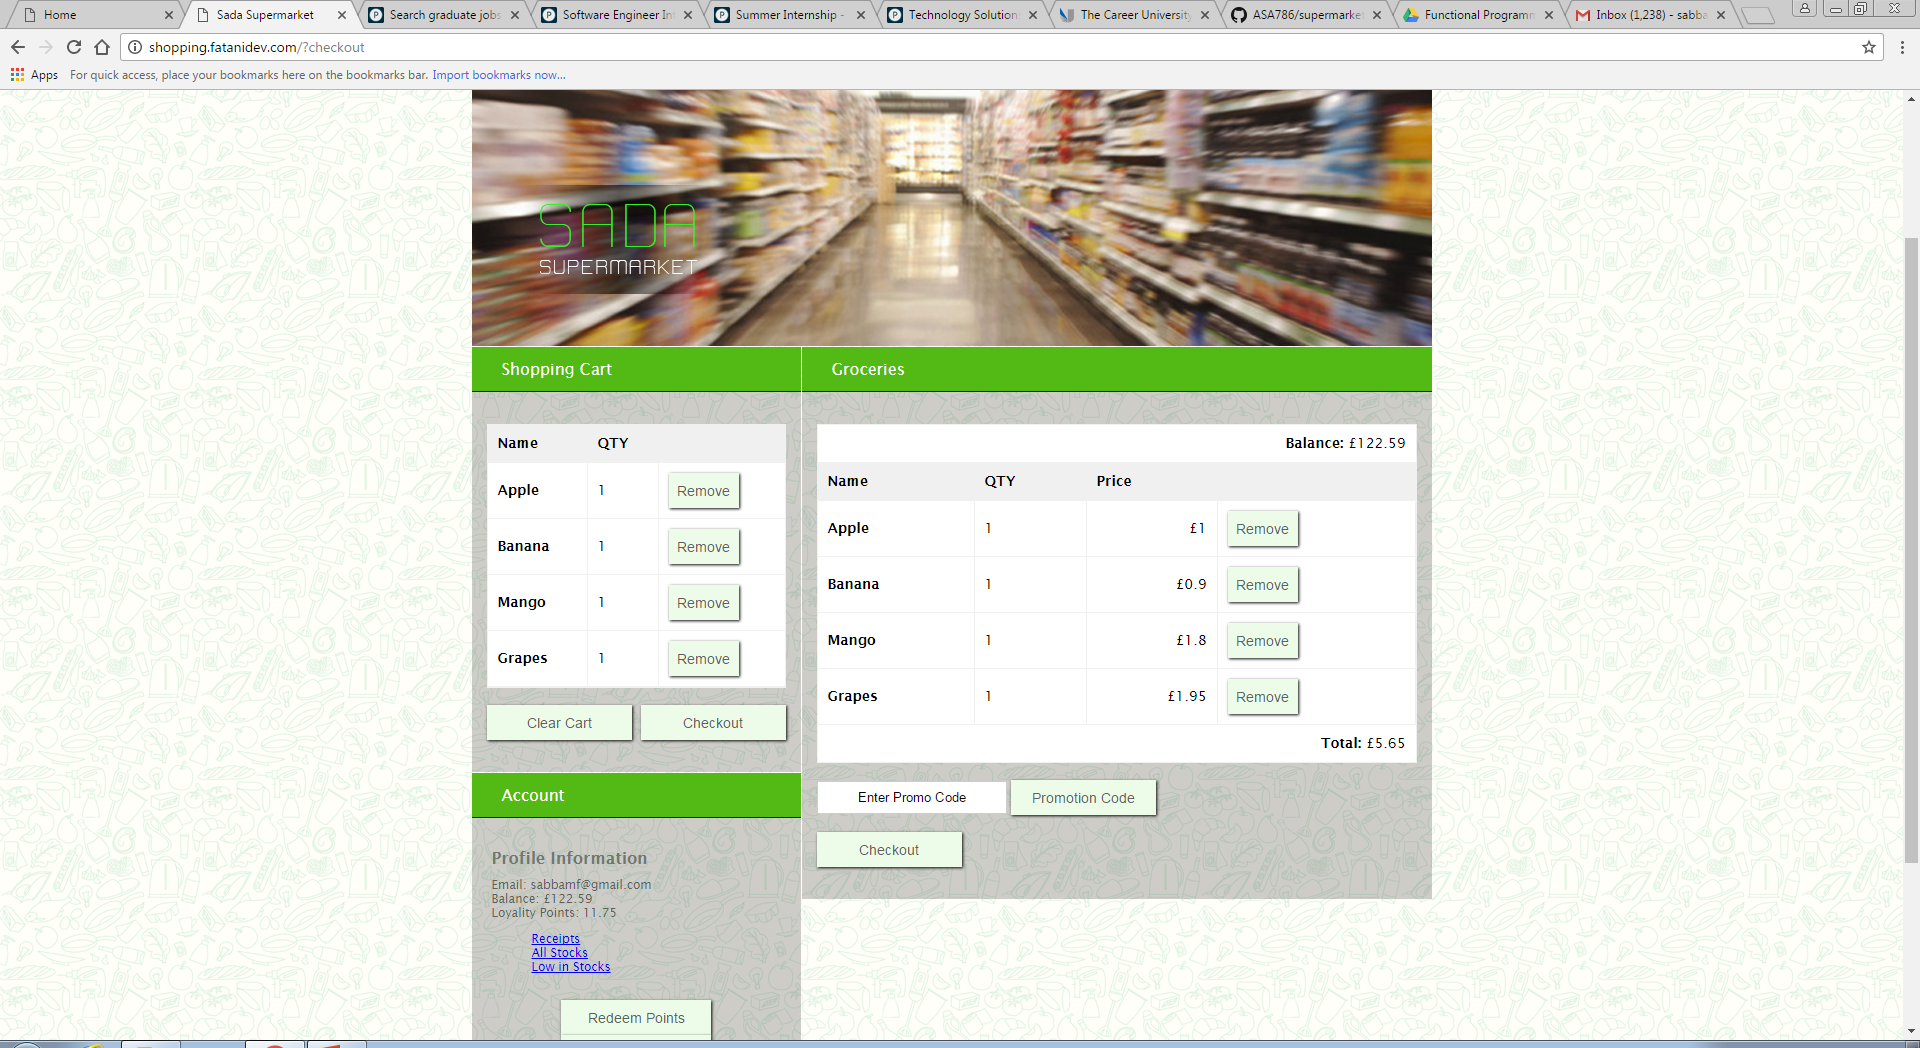 Home
Sada Supermarket
Search graduate jobs
Software Engineer In
Summer Internship -
Technology Solution
The Career University
ASA786/supermarket
Functional Programm
Inbox (1,238) - sabba
shopping.fatanidev.com/?checkout
Apps For quick access, place your bookmarks here on the bookmarks bar. Import bookmarks now...
SADA
SUPERMARKET
Shopping Cart
Name QTY
Apple 1 Remove
Banana 1 Remove
Mango 1 Remove
Grapes 1 Remove
Clear Cart Checkout
Account
Profile Information
Email: sabbamf@gmail.com
Balance: £122.59
Loyality Points: 11.75
Receipts
All Stocks
Low in Stocks
Redeem Points
Groceries
Balance: £122.59
Name QTY Price
Apple 1 £1 Remove
Banana 1 £0.9 Remove
Mango 1 £1.8 Remove
Grapes 1 £1.95 Remove
Total: £5.65
Enter Promo Code Promotion Code
Checkout